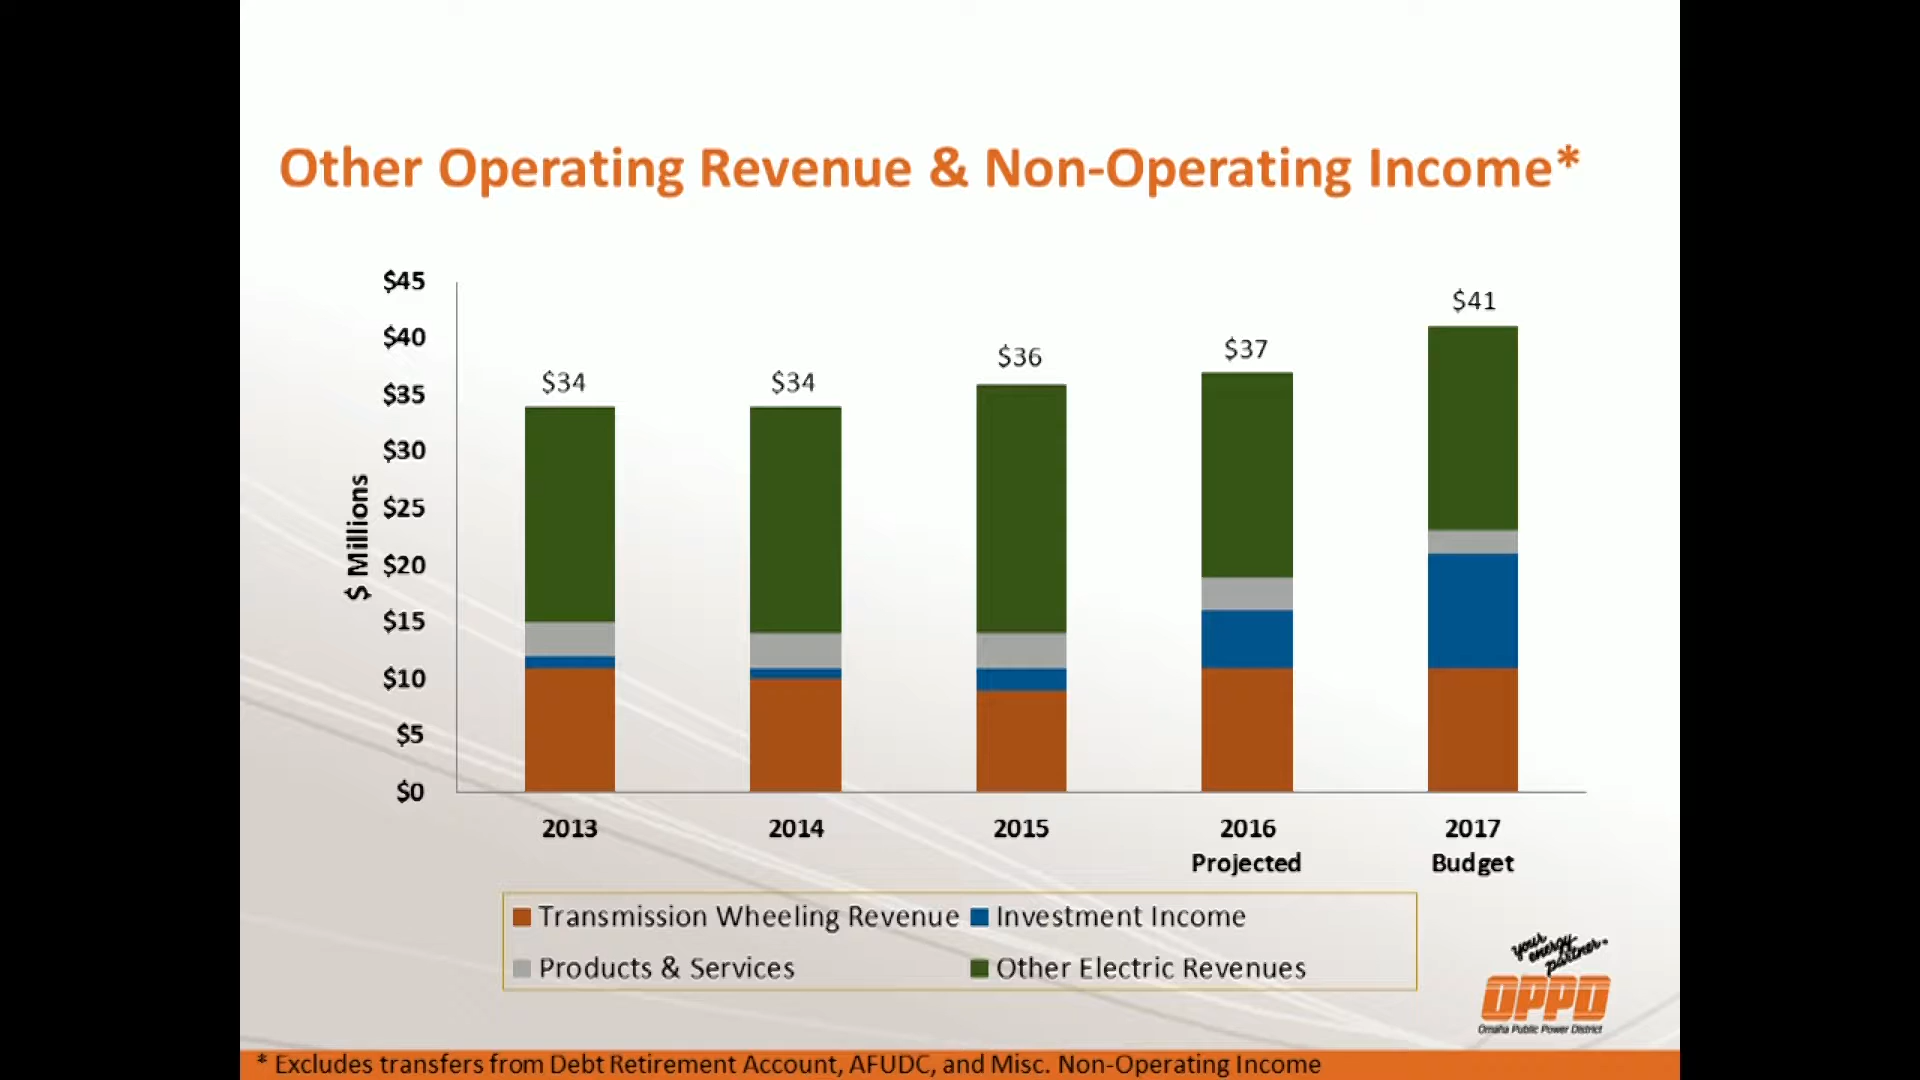 Other Operating Revenue & Non-Operating Income*
$ Millions
$45
$40
$35
$30
$25
$20
$15
$10
$5
$0
$34
$34
$36
$37
$41
2013
2014
2015
2016
Projected
2017
Budget
Transmission Wheeling Revenue
Investment Income
Products & Services
Other Electric Revenues
your
energy
partner
OPPD
Omaha Public Power District
* Excludes transfers from Debt Retirement Account, AFUDC, and Misc. Non-Operating Income